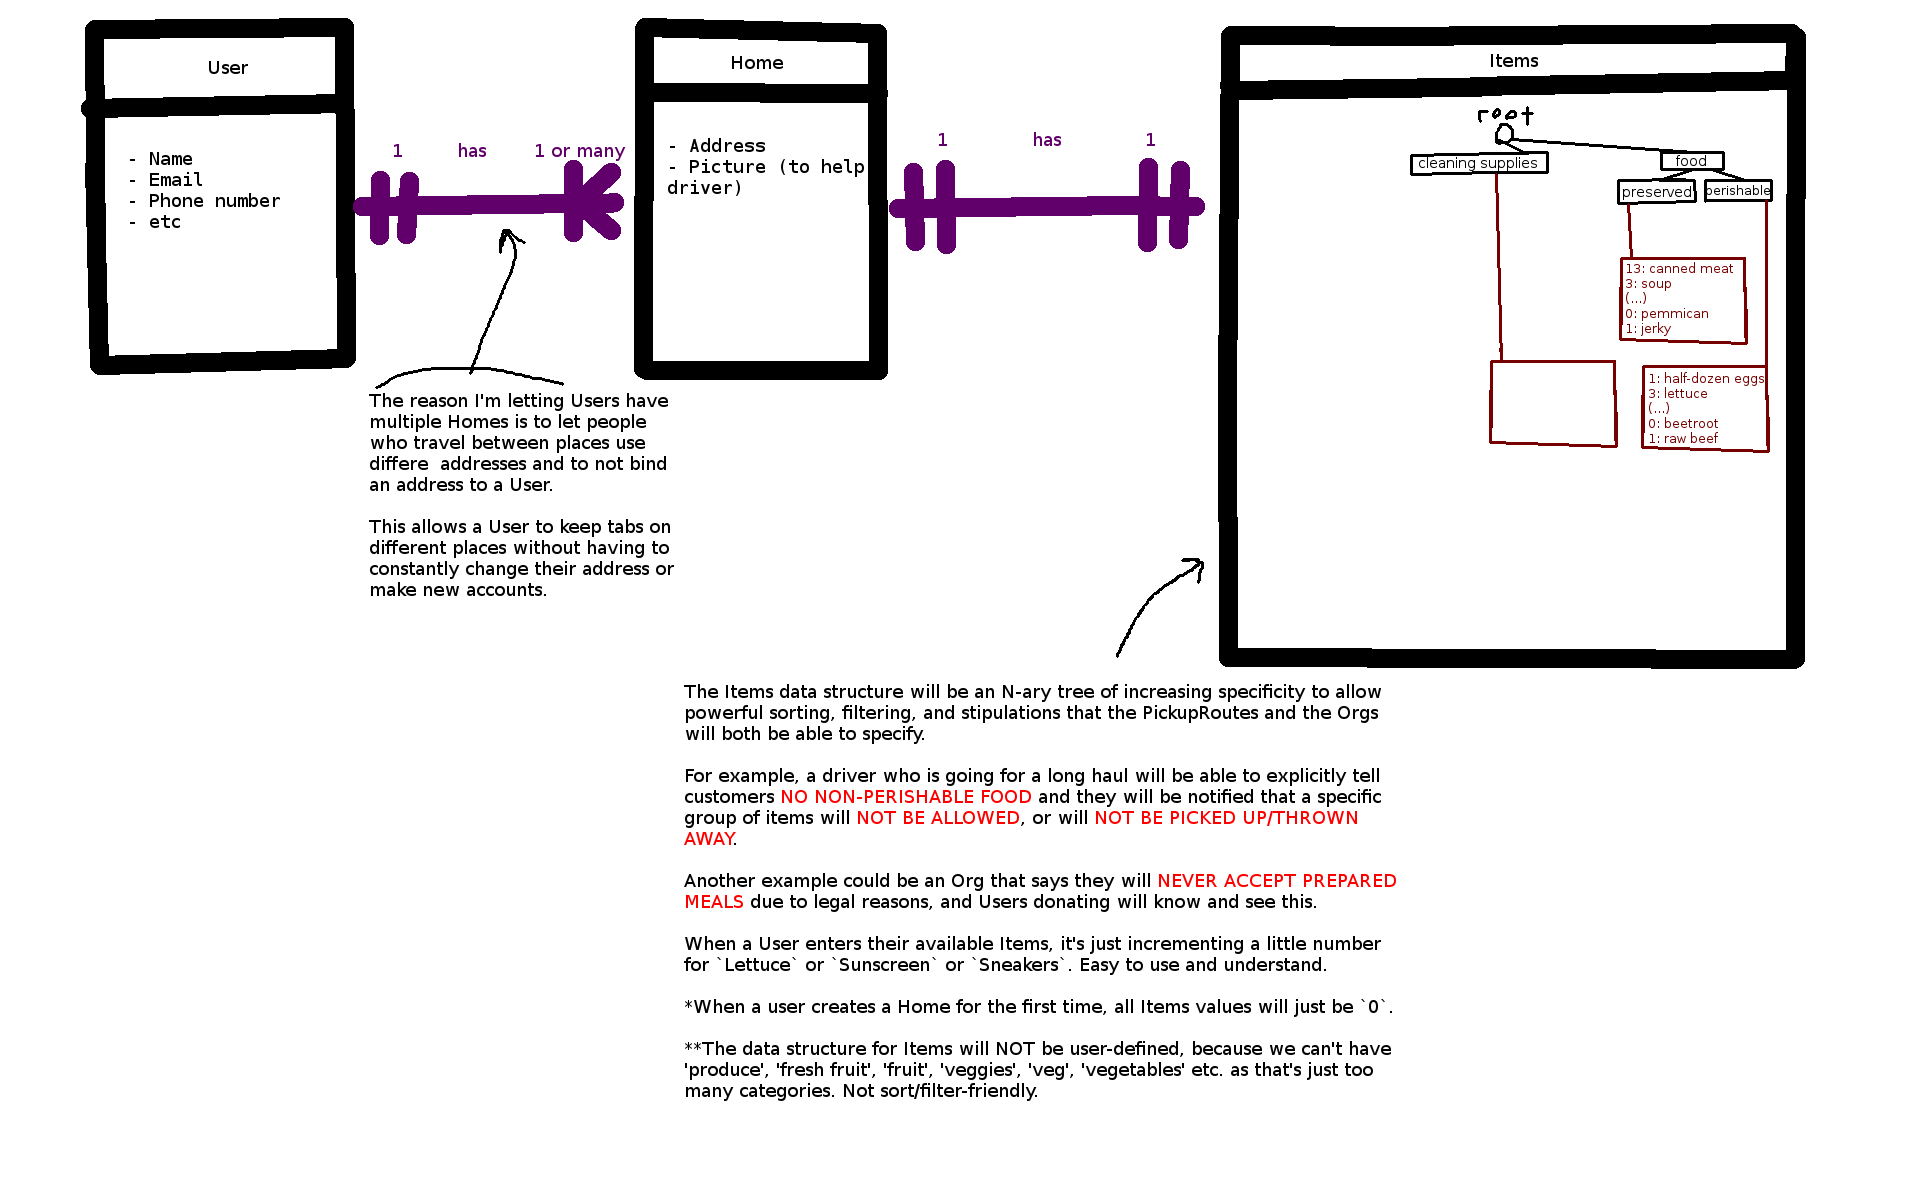 User
- Name
- Email
- Phone number
- etc
1 has 1 or many
Home
- Address
- Picture (to help
driver)
1 has 1
Items
root
cleaning supplies
food
preserved
perishable
13: canned meat
3: soup
(...)
0: pemmican
1: jerky
1: half-dozen eggs
3: lettuce
(...)
0: beetroot
1: raw beef
The reason I'm letting Users have
multiple Homes is to let people
who travel between places use
differe  addresses and to not bind
an address to a User.
This allows a User to keep tabs on
different places without having to
constantly change their address or
make new accounts.
The Items data structure will be an N-ary tree of increasing specificity to allow
powerful sorting, filtering, and stipulations that the PickupRoutes and the Orgs
will both be able to specify.
For example, a driver who is going for a long haul will be able to explicitly tell
customers NO NON-PERISHABLE FOOD and they will be notified that a specific
group of items will NOT BE ALLOWED, or will NOT BE PICKED UP/THROWN
AWAY.
Another example could be an Org that says they will NEVER ACCEPT PREPARED
MEALS due to legal reasons, and Users donating will know and see this.
When a User enters their available Items, it's just incrementing a little number
for `Lettuce` or `Sunscreen` or `Sneakers`. Easy to use and understand.
*When a user creates a Home for the first time, all Items values will just be `0`.
**The data structure for Items will NOT be user-defined, because we can't have
'produce', 'fresh fruit', 'fruit', 'veggies', 'veg', 'vegetables' etc. as that's just too
many categories. Not sort/filter-friendly.